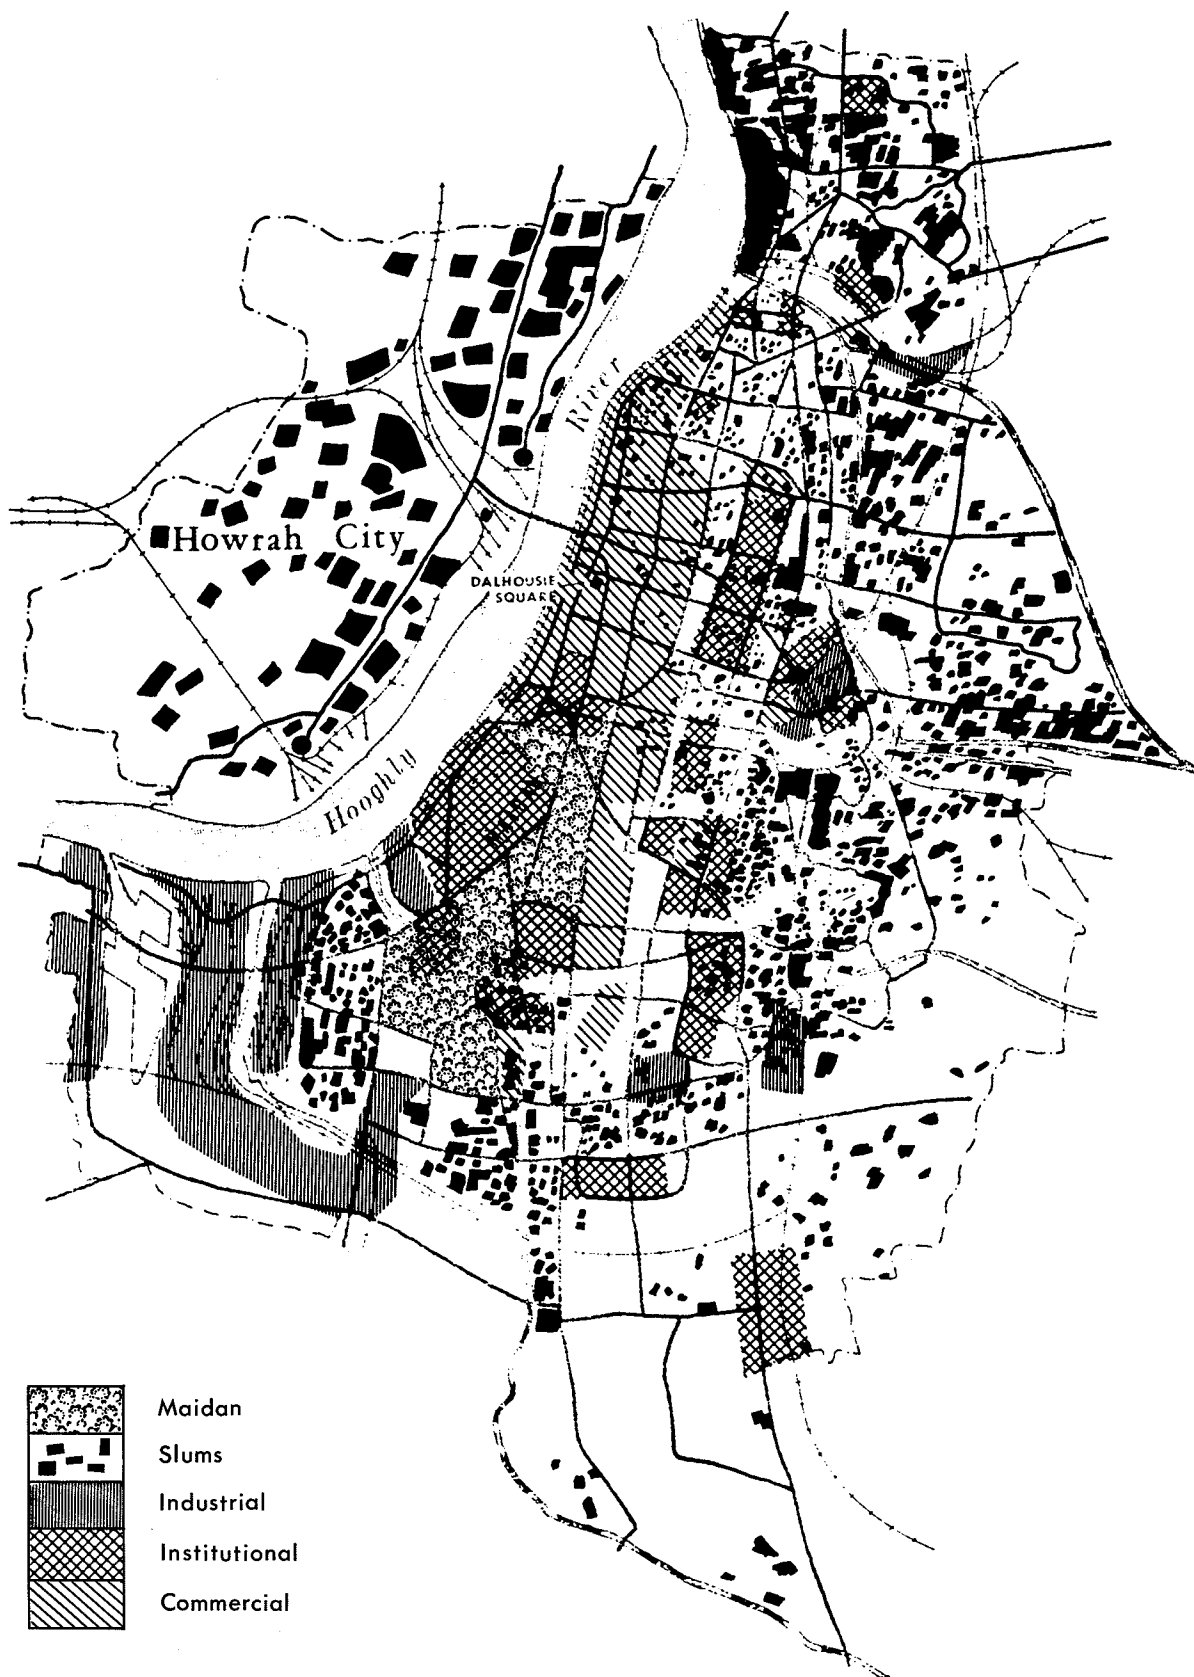 River
Howrah City
DALHOUSIE
SQUARE
Hooghly
Maidan
Slums
Industrial
Institutional
Commercial